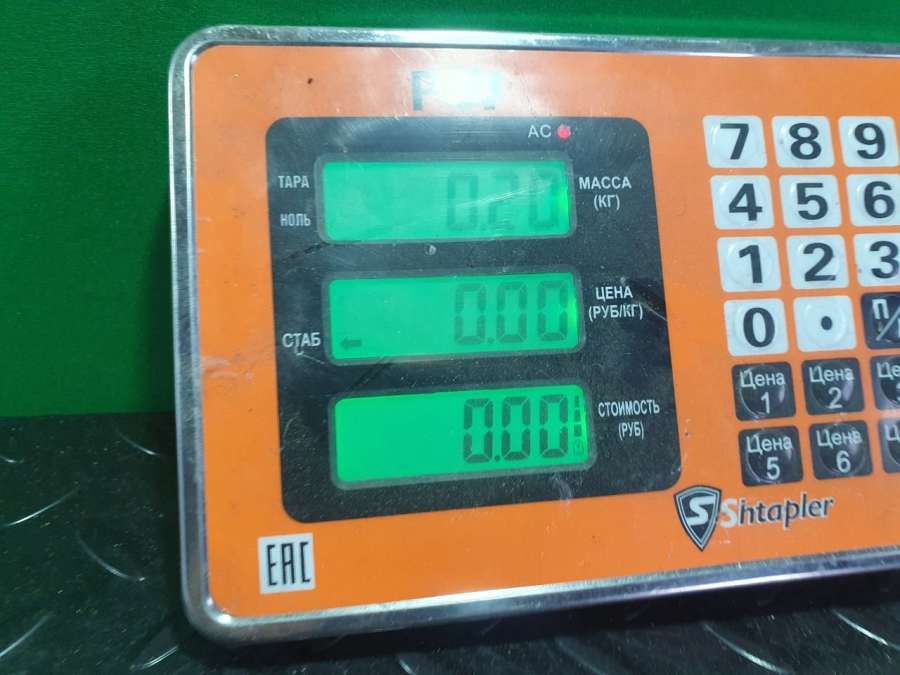 AC
ТАРА
НОЛЬ
0.20
МАССА
(КГ)
СТАБ
0.00
ЦЕНА
(РУБ/КГ)
0.00
СТОИМОСТЬ
(РУБ)
7 8 9
4 5 6
1 2 3
0 .
Цена 1
Цена 2
Цена 5
Цена 6
S Shtapler
EAC